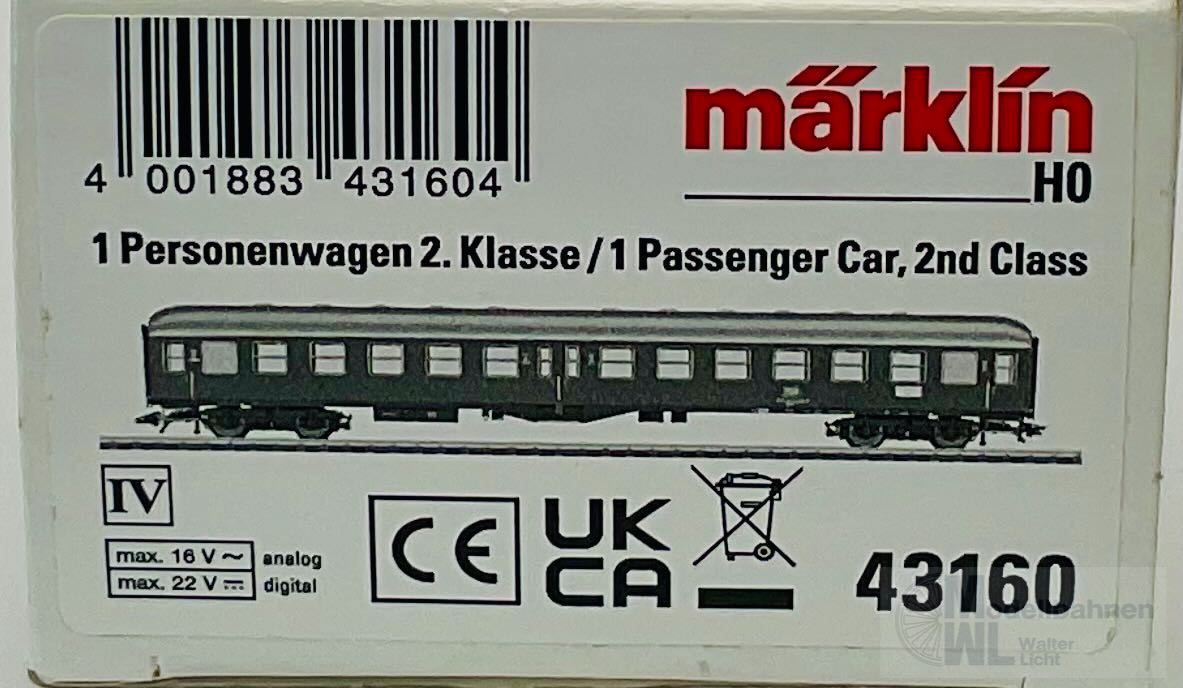 märklín
H0
4 001883 431604
1 Personenwagen 2. Klasse / 1 Passenger Car, 2nd Class
IV
max. 16 V ~ analog
max. 22 V ⎓ digital
CE
UK
CA
43160
Modellbahnen
WL Walter
Licht